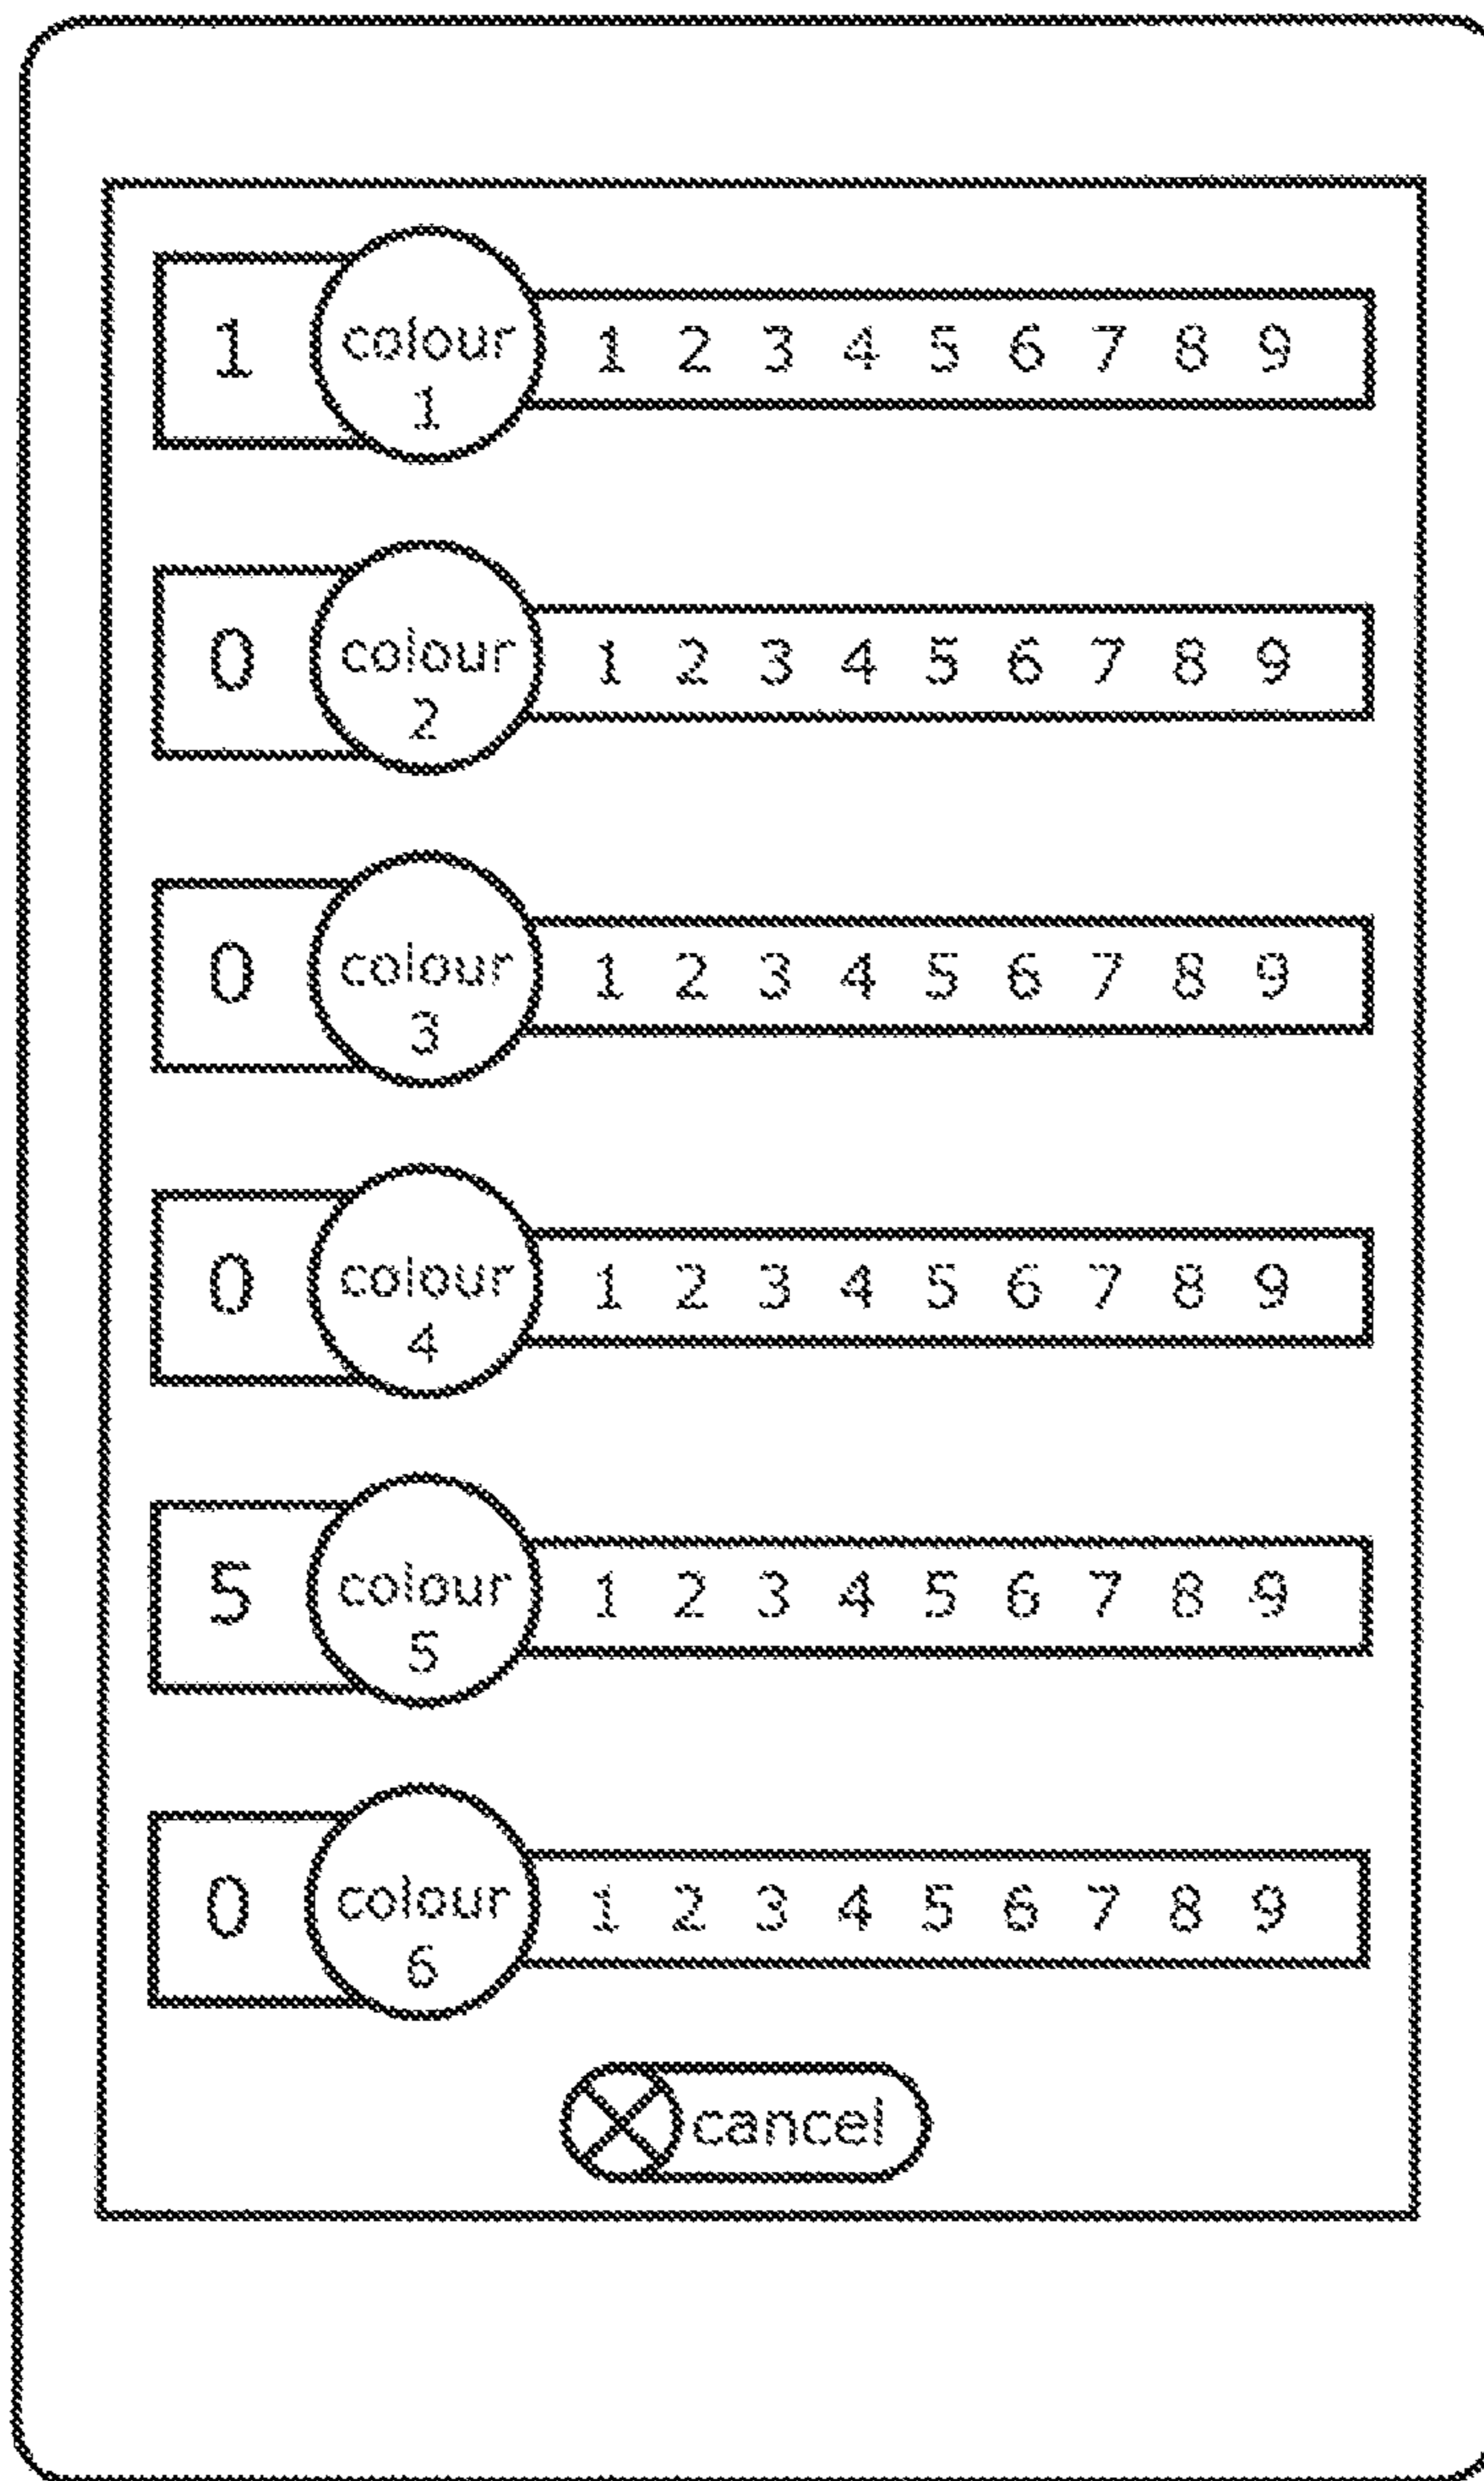 1 colour 1 2 3 4 5 6 7 8 9
1
0 colour 1 2 3 4 5 6 7 8 9
2
0 colour 1 2 3 4 5 6 7 8 9
3
0 colour 1 2 3 4 5 6 7 8 9
4
5 colour 1 2 3 4 5 6 7 8 9
5
0 colour 1 2 3 4 5 6 7 8 9
6
cancel